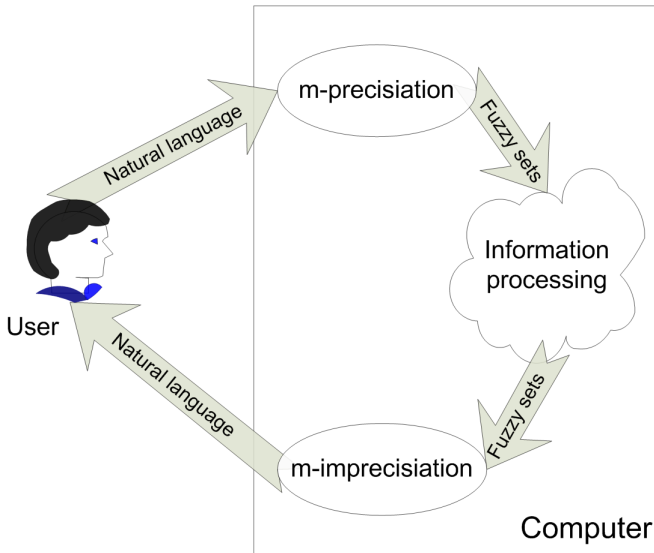 m-precisiation
Natural language
Fuzzy sets
Information
processing
User
Natural language
Fuzzy sets
m-imprecisiation
Computer